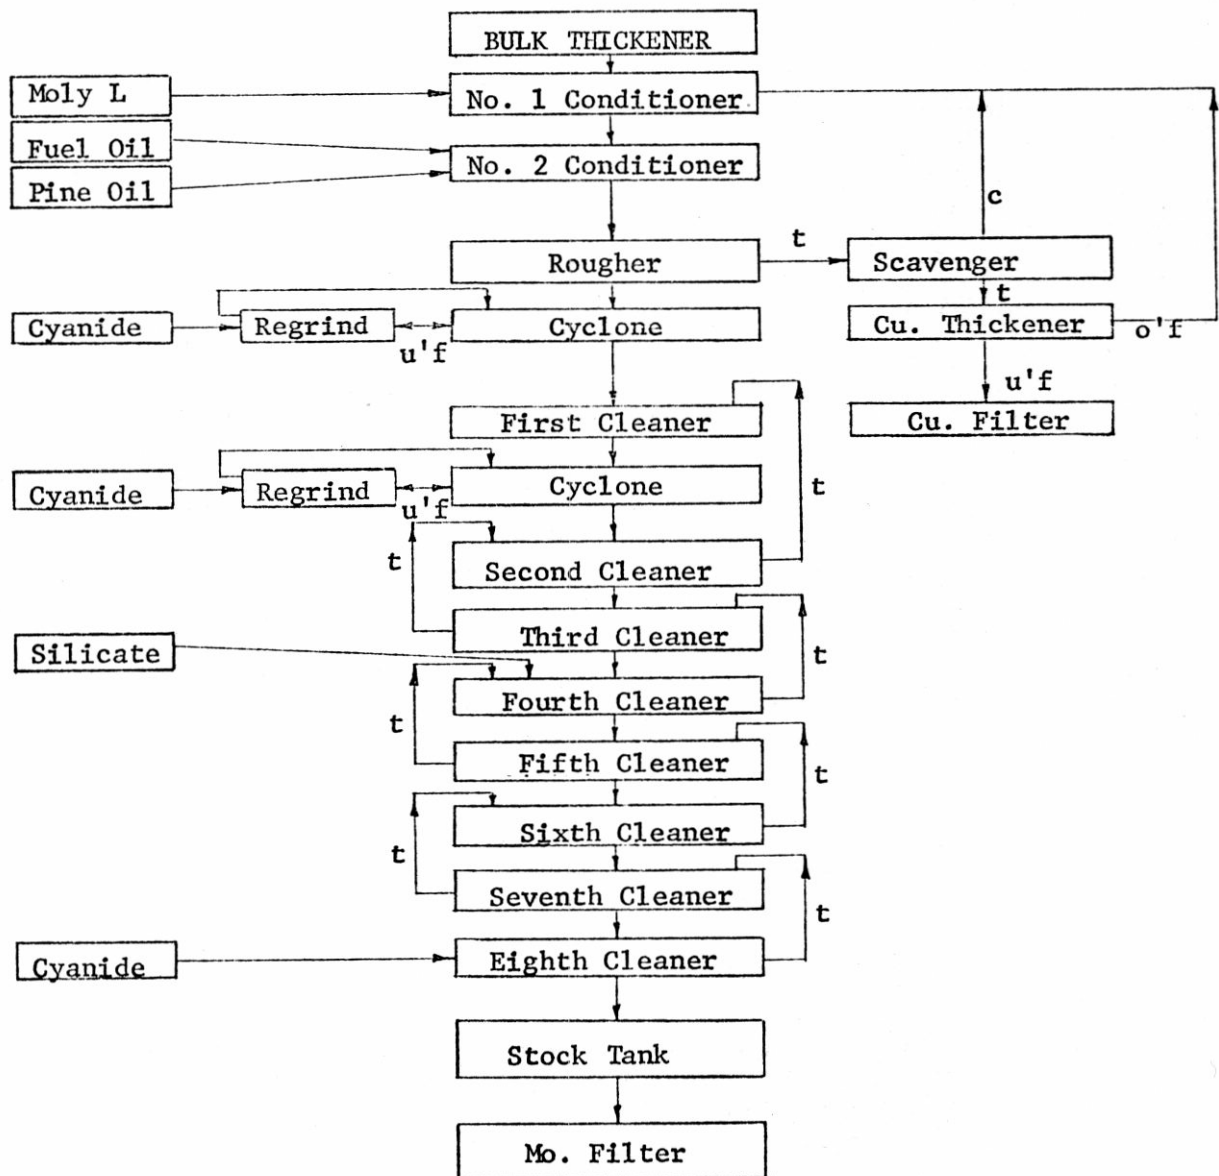 BULK THICKENER
Moly L
No. 1 Conditioner
Fuel Oil
No. 2 Conditioner
Pine Oil
c
Rougher
t
Scavenger
t
Cyanide
Regrind
u'f
Cyclone
Cu. Thickener
o'f
u'f
First Cleaner
Cu. Filter
Cyanide
Regrind
u'f
Cyclone
t
t
Second Cleaner
Third Cleaner
t
Silicate
Fourth Cleaner
t
Fifth Cleaner
t
Sixth Cleaner
t
Seventh Cleaner
t
Cyanide
Eighth Cleaner
Stock Tank
Mo. Filter